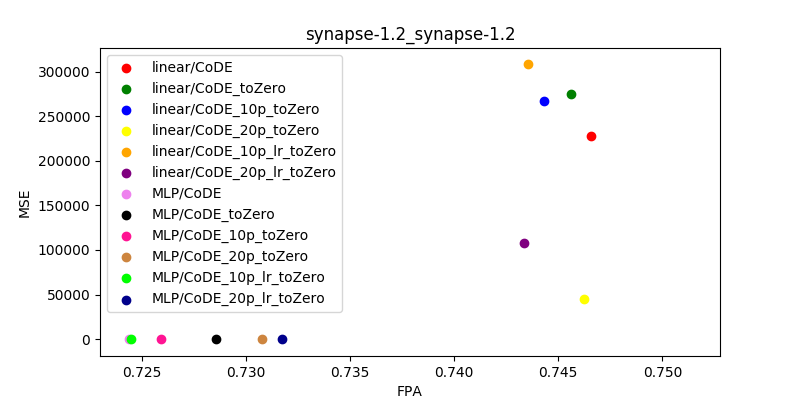 synapse-1.2_synapse-1.2
300000
250000
200000
150000
100000
50000
0
MSE
linear/CoDE
linear/CoDE_toZero
linear/CoDE_10p_toZero
linear/CoDE_20p_toZero
linear/CoDE_10p_lr_toZero
linear/CoDE_20p_lr_toZero
MLP/CoDE
MLP/CoDE_toZero
MLP/CoDE_10p_toZero
MLP/CoDE_20p_toZero
MLP/CoDE_10p_lr_toZero
MLP/CoDE_20p_lr_toZero
0.725 0.730 0.735 0.740 0.745 0.750
FPA